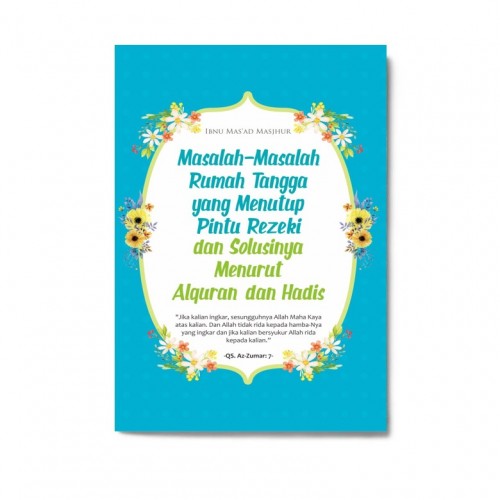 Ibnu Mas'ad Masjhur
Masalah-Masalah
Rumah Tangga
yang Menutup
Pintu Rezeki
dan Solusinya
Menurut
Alquran dan Hadis
"Jika kalian ingkar, sesungguhnya Allah Maha Kaya
atas kalian. Dan Allah tidak rida kepada hamba-Nya
yang ingkar dan jika kalian bersyukur Allah rida
kepada kalian."
-QS. Az-Zumar: 7-